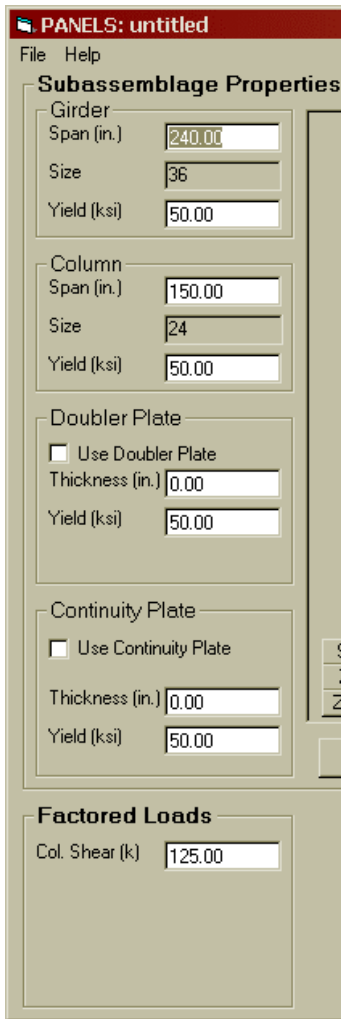 PANELS: untitled
File Help
Subassemblage Properties
Girder
Span (in.) 240.00
Size 36
Yield (ksi) 50.00
Column
Span (in.) 150.00
Size 24
Yield (ksi) 50.00
Doubler Plate
Use Doubler Plate
Thickness (in.) 0.00
Yield (ksi) 50.00
Continuity Plate
Use Continuity Plate
Thickness (in.) 0.00
Yield (ksi) 50.00
Factored Loads
Col. Shear (k) 125.00